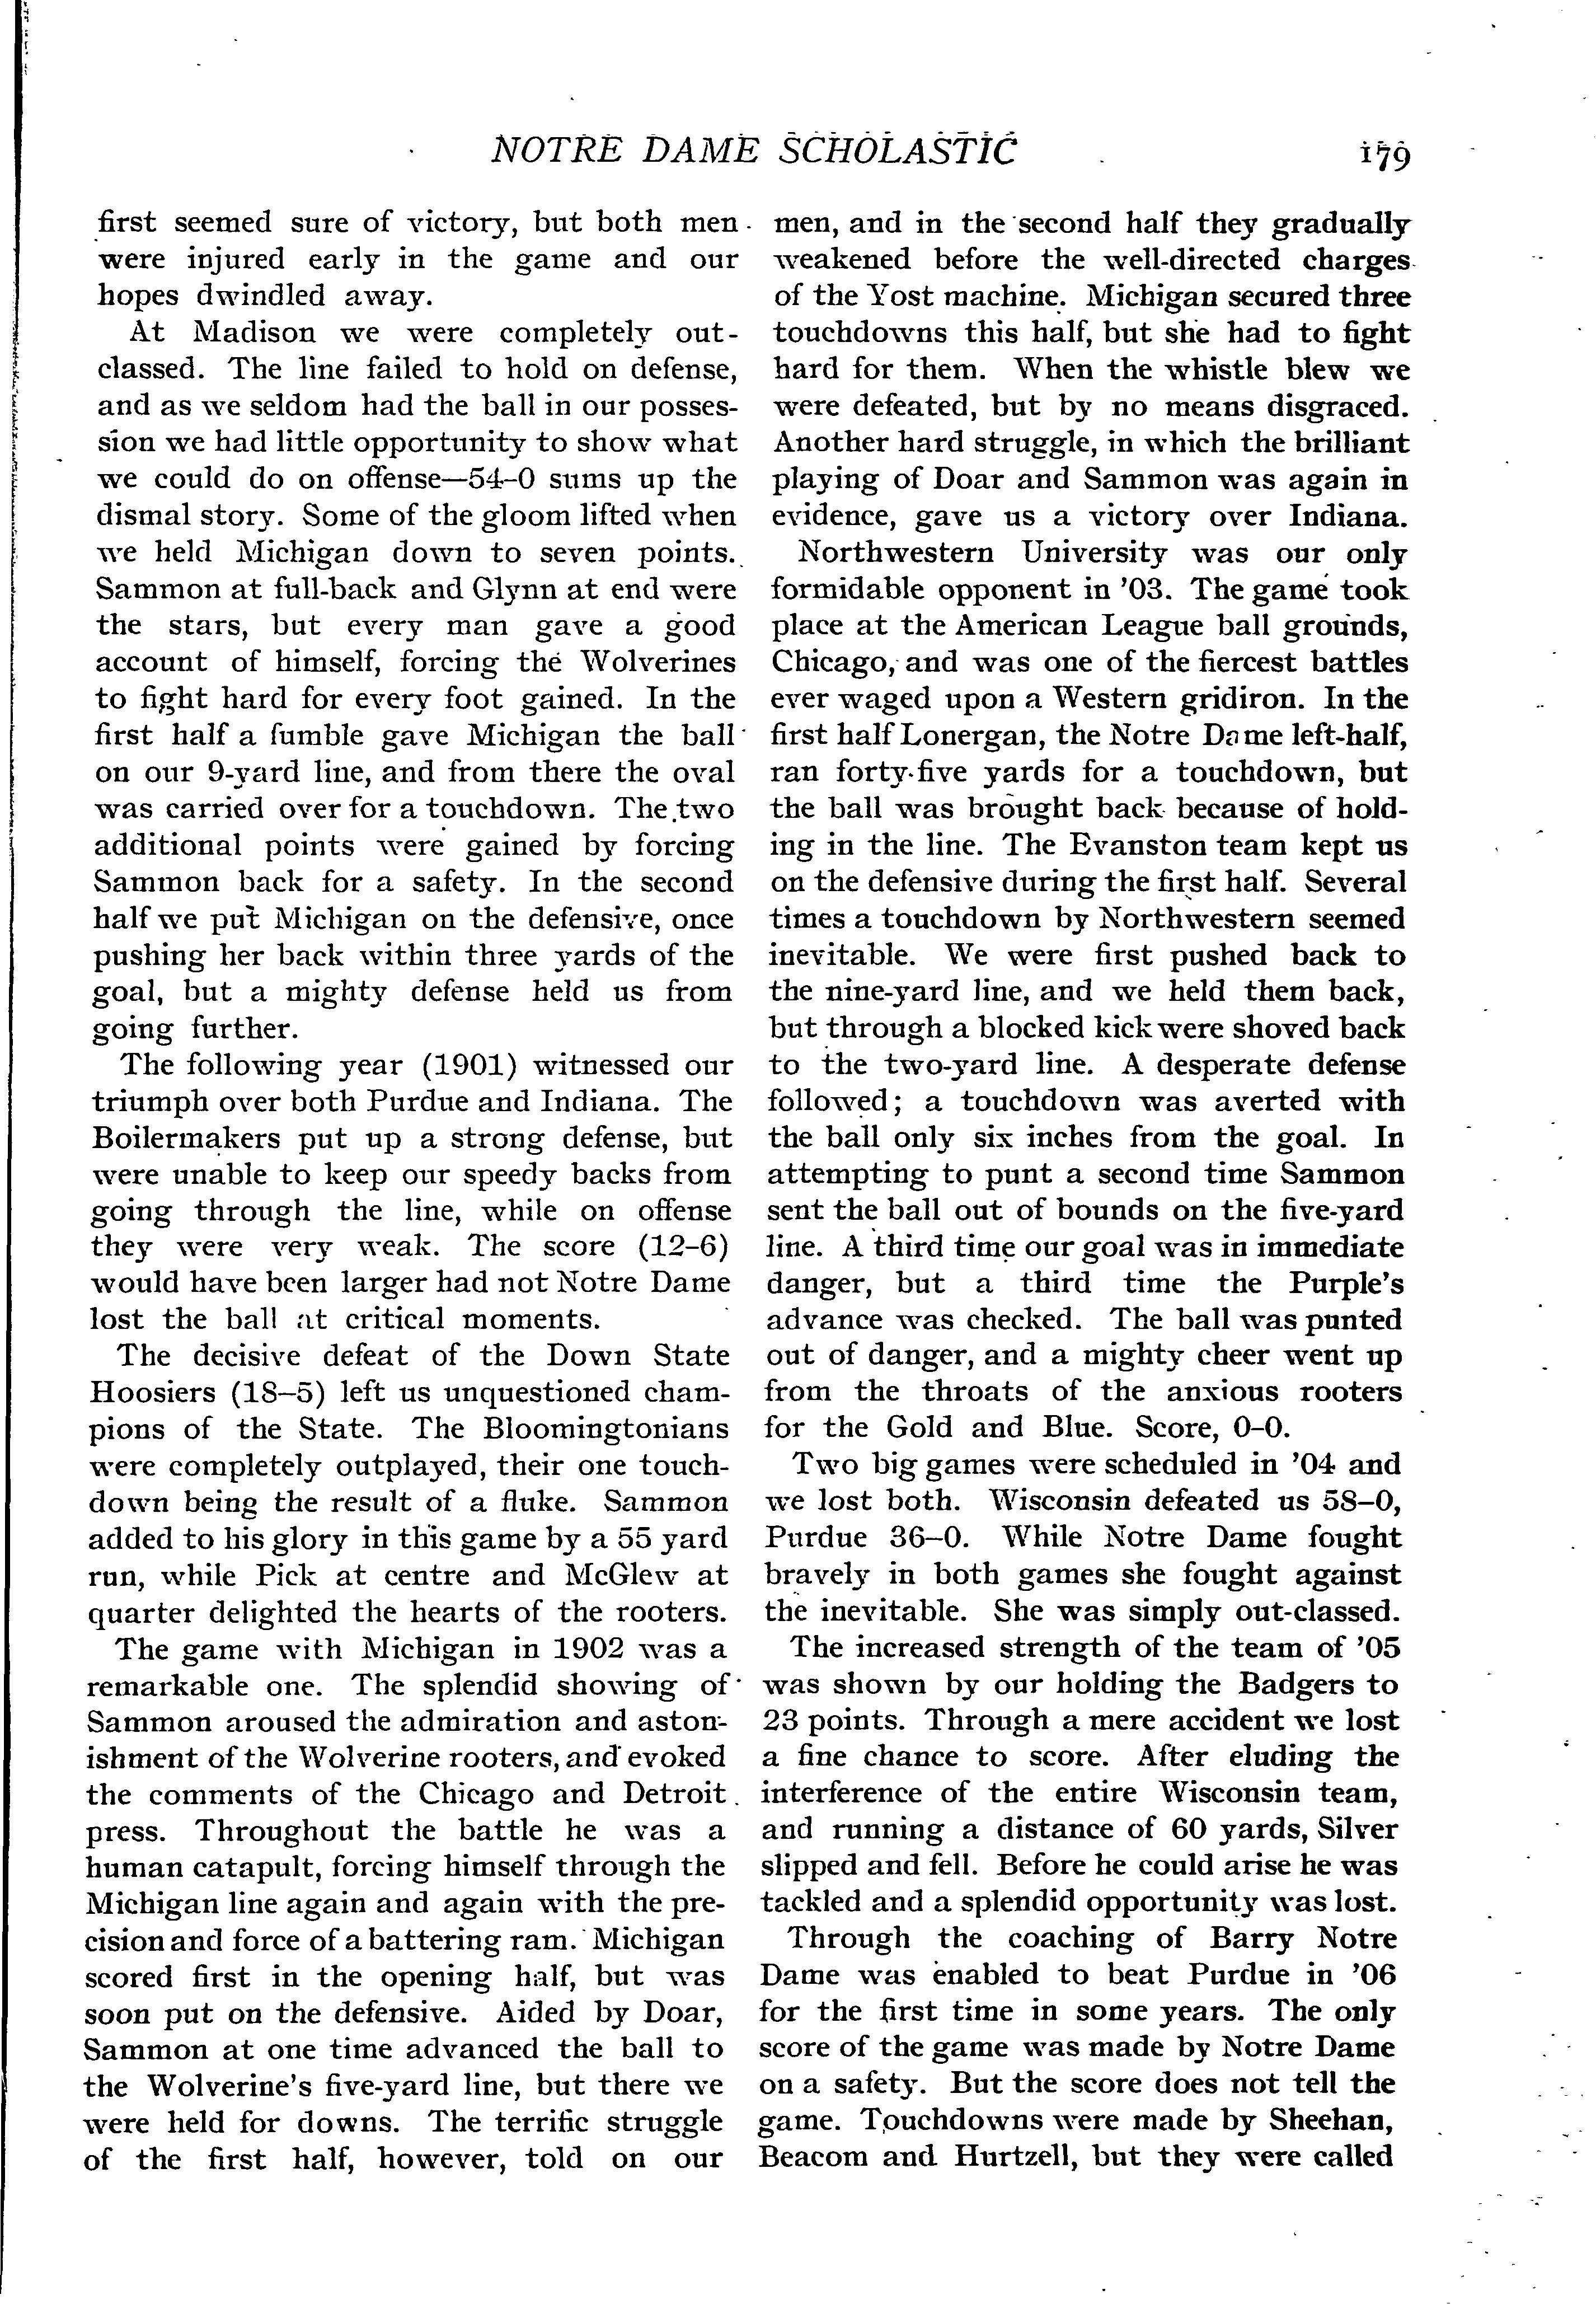 NOTRE DAME SCHOLASTIC 179
first seemed sure of victory, but both men
were injured early in the game and our
hopes dwindled away.
At Madison we were completely out-
classed. The line failed to hold on defense,
and as we seldom had the ball in our posses-
sion we had little opportunity to show what
we could do on offense—54–0 sums up the
dismal story. Some of the gloom lifted when
we held Michigan down to seven points.
Sammon at full-back and Glynn at end were
the stars, but every man gave a good
account of himself, forcing the Wolverines
to fight hard for every foot gained. In the
first half a fumble gave Michigan the ball
on our 9-yard line, and from there the oval
was carried over for a touchdown. The two
additional points were gained by forcing
Sammon back for a safety. In the second
half we put Michigan on the defensive, once
pushing her back within three yards of the
goal, but a mighty defense held us from
going further.
The following year (1901) witnessed our
triumph over both Purdue and Indiana. The
Boilermakers put up a strong defense, but
were unable to keep our speedy backs from
going through the line, while on offense
they were very weak. The score (12–6)
would have been larger had not Notre Dame
lost the ball at critical moments.
The decisive defeat of the Down State
Hoosiers (18–5) left us unquestioned cham-
pions of the State. The Bloomingtonians
were completely outplayed, their one touch-
down being the result of a fluke. Sammon
added to his glory in this game by a 55 yard
run, while Pick at centre and McGlew at
quarter delighted the hearts of the rooters.
The game with Michigan in 1902 was a
remarkable one. The splendid showing of
Sammon aroused the admiration and aston-
ishment of the Wolverine rooters, and evoked
the comments of the Chicago and Detroit
press. Throughout the battle he was a
human catapult, forcing himself through the
Michigan line again and again with the pre-
cision and force of a battering ram. Michigan
scored first in the opening half, but was
soon put on the defensive. Aided by Doar,
Sammon at one time advanced the ball to
the Wolverine's five-yard line, but there we
were held for downs. The terrific struggle
of the first half, however, told on our
men, and in the second half they gradually
weakened before the well-directed charges
of the Yost machine. Michigan secured three
touchdowns this half, but she had to fight
hard for them. When the whistle blew we
were defeated, but by no means disgraced.
Another hard struggle, in which the brilliant
playing of Doar and Sammon was again in
evidence, gave us a victory over Indiana.
Northwestern University was our only
formidable opponent in '03. The game took
place at the American League ball grounds,
Chicago, and was one of the fiercest battles
ever waged upon a Western gridiron. In the
first half Lonergan, the Notre Dame left-half,
ran forty-five yards for a touchdown, but
the ball was brought back because of hold-
ing in the line. The Evanston team kept us
on the defensive during the first half. Several
times a touchdown by Northwestern seemed
inevitable. We were first pushed back to
the nine-yard line, and we held them back,
but through a blocked kick were shoved back
to the two-yard line. A desperate defense
followed; a touchdown was averted with
the ball only six inches from the goal. In
attempting to punt a second time Sammon
sent the ball out of bounds on the five-yard
line. A third time our goal was in immediate
danger, but a third time the Purple's
advance was checked. The ball was punted
out of danger, and a mighty cheer went up
from the throats of the anxious rooters
for the Gold and Blue. Score, 0–0.
Two big games were scheduled in '04 and
we lost both. Wisconsin defeated us 58–0,
Purdue 36–0. While Notre Dame fought
bravely in both games she fought against
the inevitable. She was simply out-classed.
The increased strength of the team of '05
was shown by our holding the Badgers to
23 points. Through a mere accident we lost
a fine chance to score. After eluding the
interference of the entire Wisconsin team,
and running a distance of 60 yards, Silver
slipped and fell. Before he could arise he was
tackled and a splendid opportunity was lost.
Through the coaching of Barry Notre
Dame was enabled to beat Purdue in '06
for the first time in some years. The only
score of the game was made by Notre Dame
on a safety. But the score does not tell the
game. Touchdowns were made by Sheehan,
Beacom and Hurtzell, but they were called